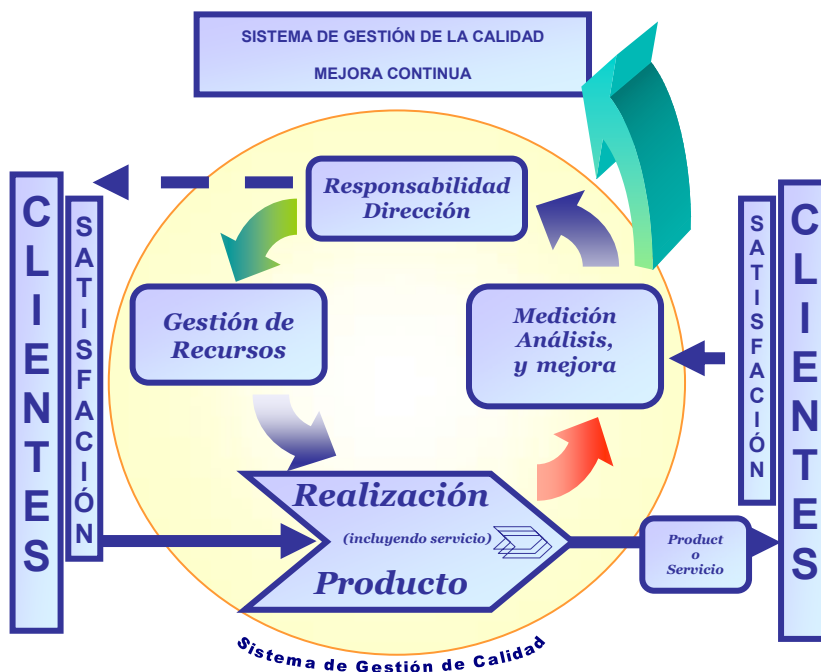 SISTEMA DE GESTIÓN DE LA CALIDAD
MEJORA CONTINUA
Responsabilidad
Dirección
CLIENTES
SATISFACIÓN
Gestión de
Recursos
Medición
Análisis,
y mejora
SATISFACIÓN
CLIENTES
Realización
(incluyendo servicio)
Producto
Product
o
Servicio
Sistema de Gestión de Calidad